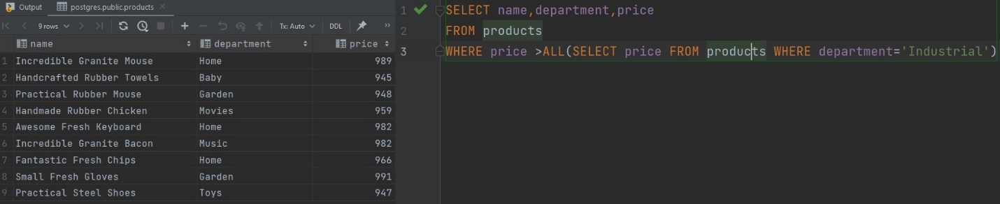 Output postgres.public.products
9 rows Tx: Auto DDL
name department price
1 Incredible Granite Mouse Home 989
2 Handcrafted Rubber Towels Baby 945
3 Practical Rubber Mouse Garden 948
4 Handmade Rubber Chicken Movies 959
5 Awesome Fresh Keyboard Home 982
6 Incredible Granite Bacon Music 982
7 Fantastic Fresh Chips Home 966
8 Small Fresh Gloves Garden 991
9 Practical Steel Shoes Toys 947
1 SELECT name,department,price
2 FROM products
3 WHERE price >ALL(SELECT price FROM products WHERE department='Industrial')